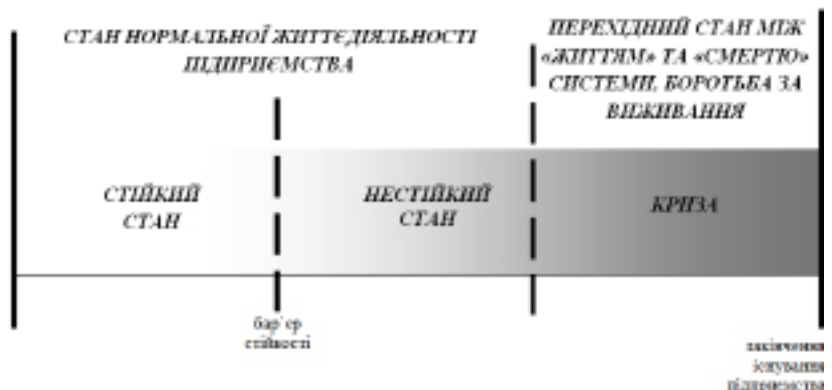 СТАН НОРМАЛЬНОЇ ЖИТТЄДІЯЛЬНОСТІ
ПІДПРИЄМСТВА
ПЕРЕХІДНИЙ СТАН МІЖ
«ЖИТТЯМ» ТА «СМЕРТЮ»
СИСТЕМИ, БОРОТЬБА ЗА
ВИЖИВАННЯ
СТІЙКИЙ
СТАН
НЕСТІЙКИЙ
СТАН
КРИЗА
бар'єр
стійкості
закінчення
існування
підприємства